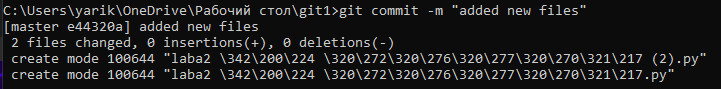 C:\Users\yarik\OneDrive\Рабочий стол\git1>git commit -m "added new files"
[master e44320a] added new files
 2 files changed, 0 insertions(+), 0 deletions(-)
 create mode 100644 "laba2 \342\200\224 \320\272\320\276\320\277\320\270\321\217 (2).py"
 create mode 100644 "laba2 \342\200\224 \320\272\320\276\320\277\320\270\321\217.py"